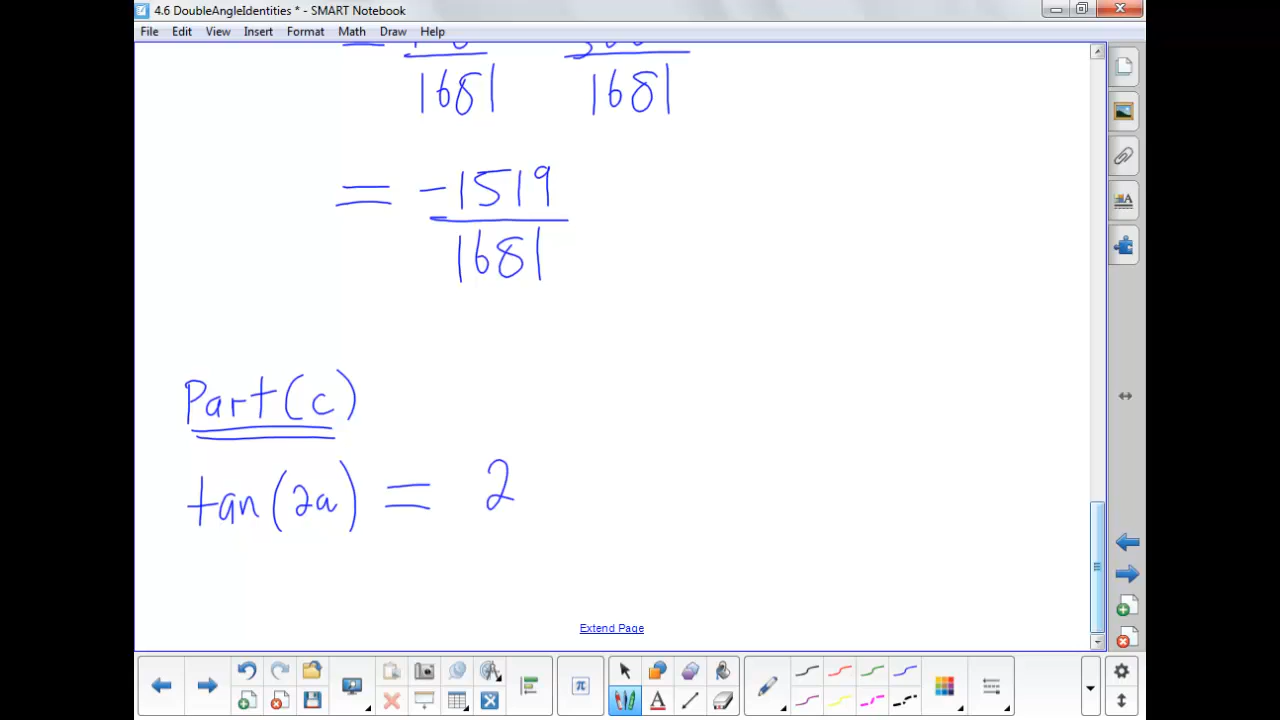 4.6 DoubleAngleIdentities * - SMART Notebook
File Edit View Insert Format Math Draw Help
=
1681 1681
= -1519
1681
Part(c)
tan(2a) = 2
Extend Page